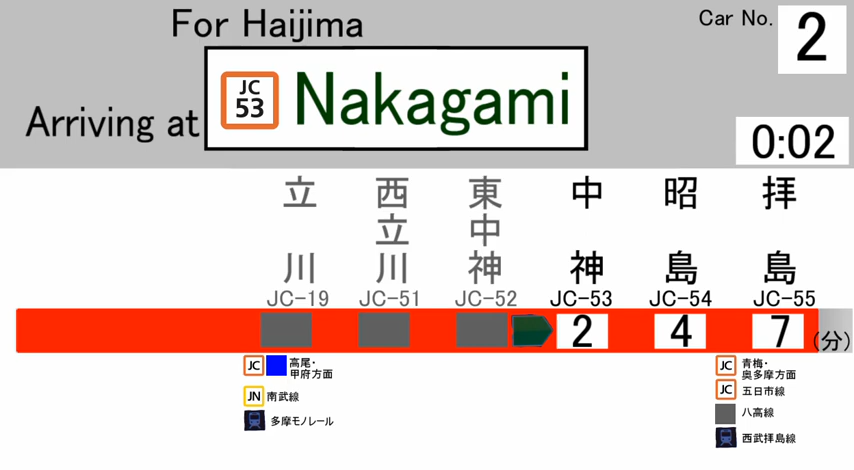 For Haijima
Car No. 2
Arriving at JC 53 Nakagami
0:02
立川 西立川 東中神 中神 昭島 拝島
JC-19 JC-51 JC-52 JC-53 JC-54 JC-55
2 4 7 (分)
JC 高尾・甲府方面
JN 南武線
多摩モノレール
JC 青梅・奥多摩方面
JC 五日市線
八高線
西武拝島線